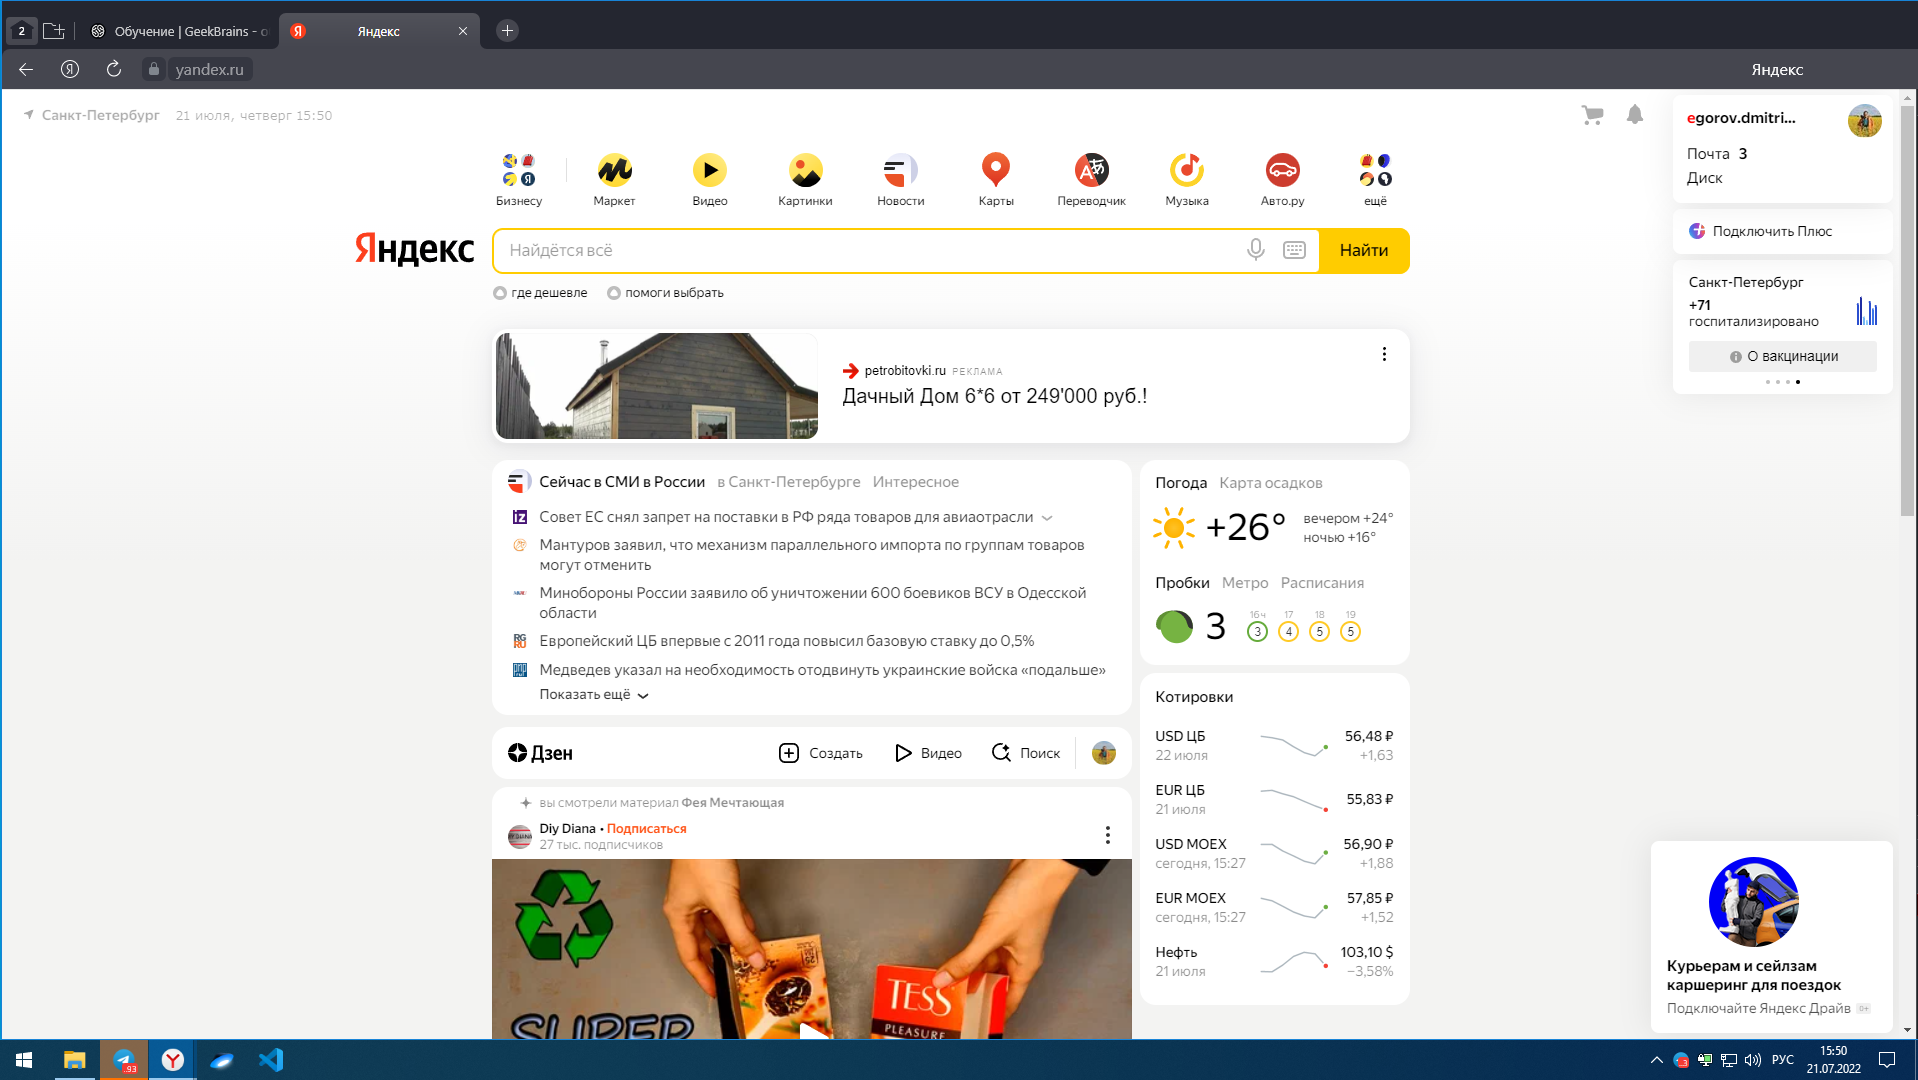 2
Обучение | GeekBrains - о
Яндекс
yandex.ru
Яндекс
Санкт-Петербург 21 июля, четверг 15:50
egorov.dmitri...
Почта 3
Диск
Подключить Плюс
Санкт-Петербург
+71
госпитализировано
О вакцинации
Бизнесу
Маркет
Видео
Картинки
Новости
Карты
Переводчик
Музыка
Авто.ру
ещё
Яндекс
Найдётся всё
Найти
где дешевле
помоги выбрать
petrobitovki.ru РЕКЛАМА
Дачный Дом 6*6 от 249'000 руб.!
Сейчас в СМИ в России в Санкт-Петербурге Интересное
Совет ЕС снял запрет на поставки в РФ ряда товаров для авиаотрасли
Мантуров заявил, что механизм параллельного импорта по группам товаров
могут отменить
Минобороны России заявило об уничтожении 600 боевиков ВСУ в Одесской
области
Европейский ЦБ впервые с 2011 года повысил базовую ставку до 0,5%
Медведев указал на необходимость отодвинуть украинские войска «подальше»
Показать ещё
Погода Карта осадков
+26° вечером +24°
ночью +16°
Пробки Метро Расписания
3
16 ч 17 18 19
3 4 5 5
Котировки
USD ЦБ 56,48 ₽
22 июля +1,63
EUR ЦБ 55,83 ₽
21 июля
USD MOEX 56,90 ₽
сегодня, 15:27 +1,88
EUR MOEX 57,85 ₽
сегодня, 15:27 +1,52
Нефть 103,10 $
21 июля −3,58%
Дзен
Создать
Видео
Поиск
вы смотрели материал Фея Мечтающая
Diy Diana • Подписаться
27 тыс. подписчиков
TESS
PLEASURE
SUPER
Курьерам и сейлзам
каршеринг для поездок
Подключайте Яндекс Драйв 0+
93
РУС
15:50
21.07.2022